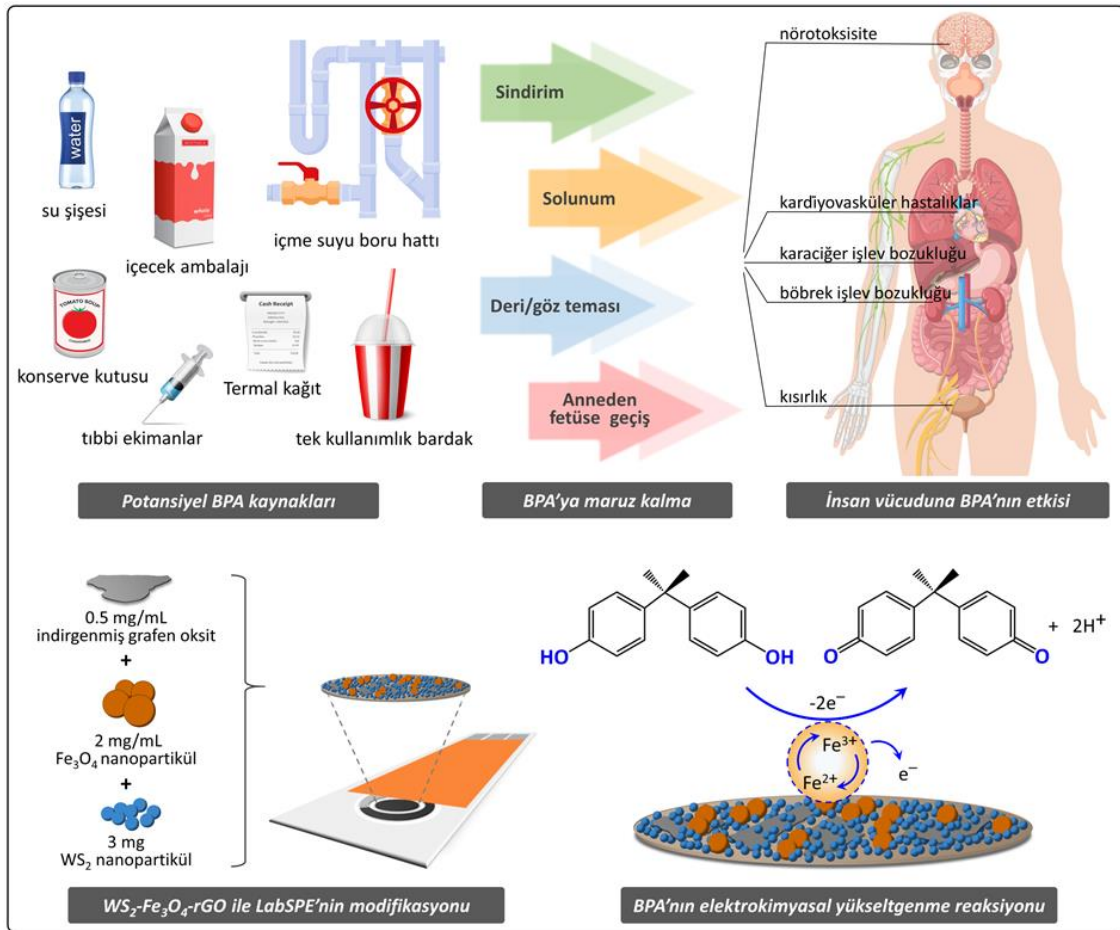 water
su şişesi
içecek ambalajı
içme suyu boru hattı
TOMATO SOUP
konserve kutusu
tıbbi ekimanlar
Cash Receipt
Termal kağıt
tek kullanımlık bardak
Potansiyel BPA kaynakları
Sindirim
Solunum
Deri/göz teması
Anneden
fetüse geçiş
BPA’ya maruz kalma
nörotoksisite
kardiyovasküler hastalıklar
karaciğer işlev bozukluğu
böbrek işlev bozukluğu
kısırlık
İnsan vücuduna BPA’nın etkisi
0.5 mg/mL
indirgenmiş grafen oksit
+
2 mg/mL
Fe₃O₄ nanopartikül
+
3 mg
WS₂ nanopartikül
WS₂-Fe₃O₄-rGO ile LabSPE’nin modifikasyonu
HO
OH
O
O
+ 2H⁺
-2e⁻
Fe³⁺
Fe²⁺
e⁻
BPA’nın elektrokimyasal yükseltgenme reaksiyonu